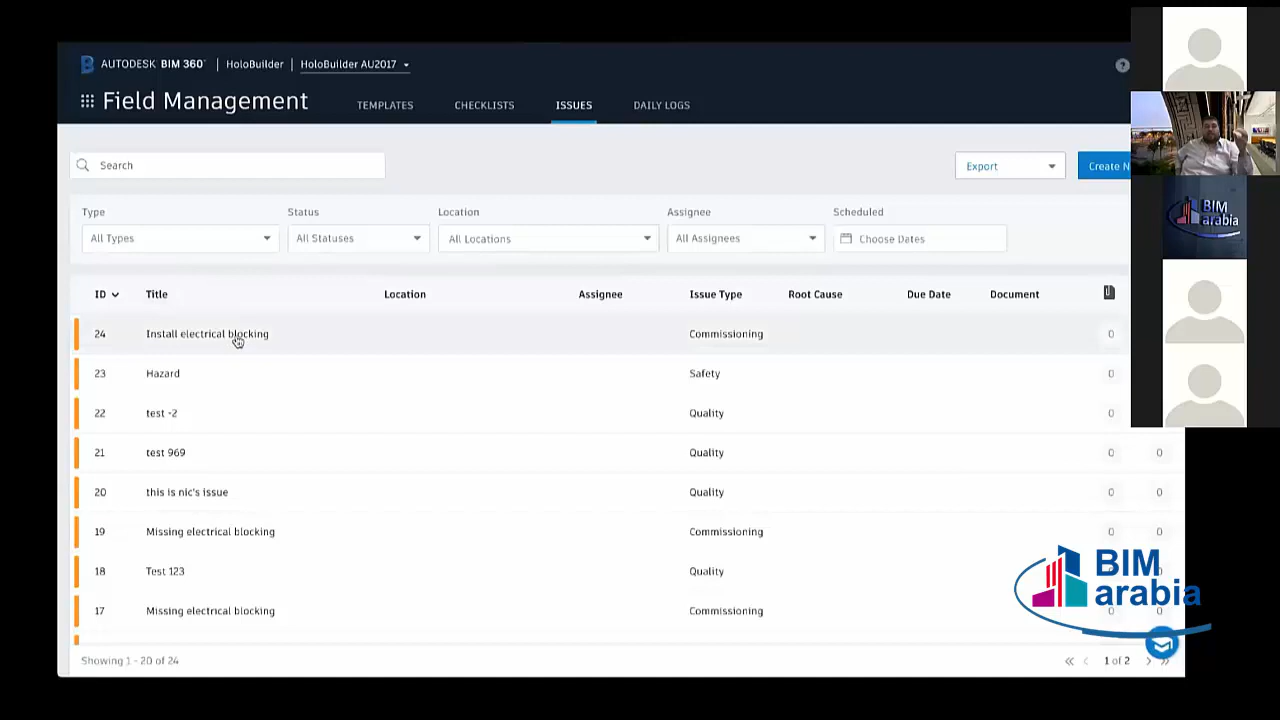 AUTODESK BIM 360° HoloBuilder HoloBuilder AU2017
Field Management TEMPLATES CHECKLISTS ISSUES DAILY LOGS
Search
Export Create N
Type Status Location Assignee Scheduled
All Types All Statuses All Locations All Assignees Choose Dates
ID Title Location Assignee Issue Type Root Cause Due Date Document
24 Install electrical blocking Commissioning 0
23 Hazard Safety 0
22 test -2 Quality 0
21 test 969 Quality 0 0
20 this is nic's issue Quality 0 0
19 Missing electrical blocking Commissioning 0 0
18 Test 123 Quality
17 Missing electrical blocking Commissioning 0 0
Showing 1 - 20 of 24
1 of 2
BIM
arabia
BIM
arabia